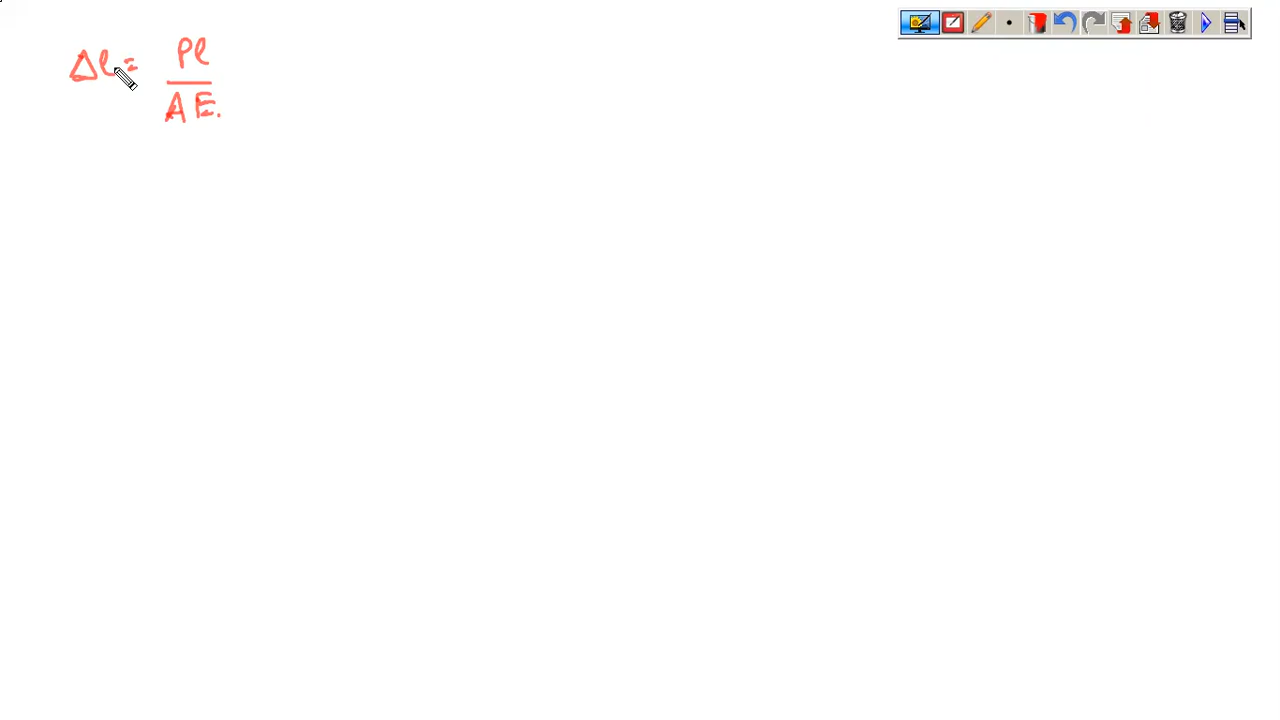 Δl = Pl / AE.